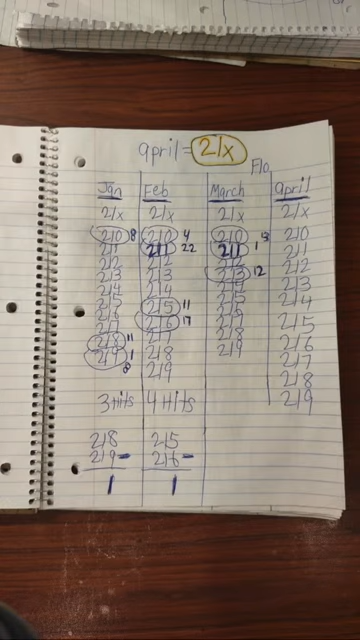 april = 21x
Flo
Jan Feb March April
21x 21x 21x 21x
210 8 210 4 210 13 210
211 211 22 211 1 211
212 212 212 212
213 213 213 12 213
214 214 214 214
215 215 11 215 215
216 216 17 216 216
217 217 217 217
218 11 218 218 218
219 1 219 219 219
8
3 Hits 4 Hits
218 215
219 - 216 -
1 1